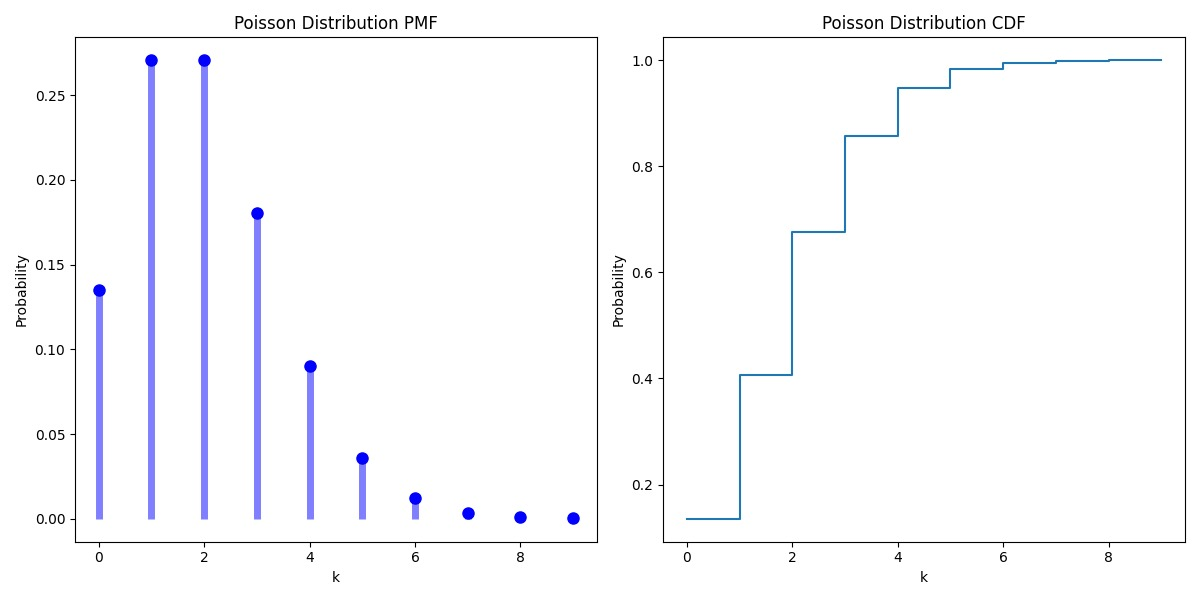 Poisson Distribution PMF
Probability
0.25
0.20
0.15
0.10
0.05
0.00
0 2 4 6 8
k
Poisson Distribution CDF
Probability
1.0
0.8
0.6
0.4
0.2
0 2 4 6 8
k